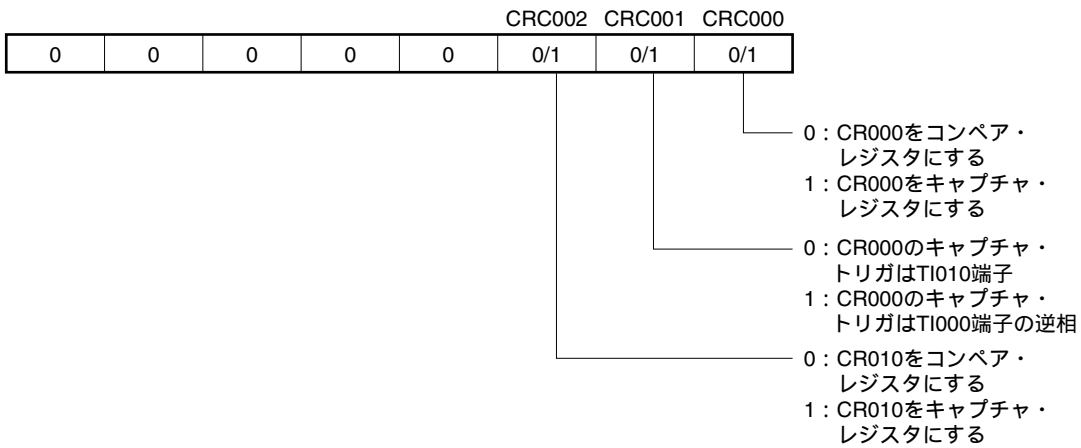 CRC002 CRC001 CRC000
0 0 0 0 0 0/1 0/1 0/1
0：CR000をコンペア・
レジスタにする
1：CR000をキャプチャ・
レジスタにする
0：CR000のキャプチャ・
トリガはTI010端子
1：CR000のキャプチャ・
トリガはTI000端子の逆相
0：CR010をコンペア・
レジスタにする
1：CR010をキャプチャ・
レジスタにする